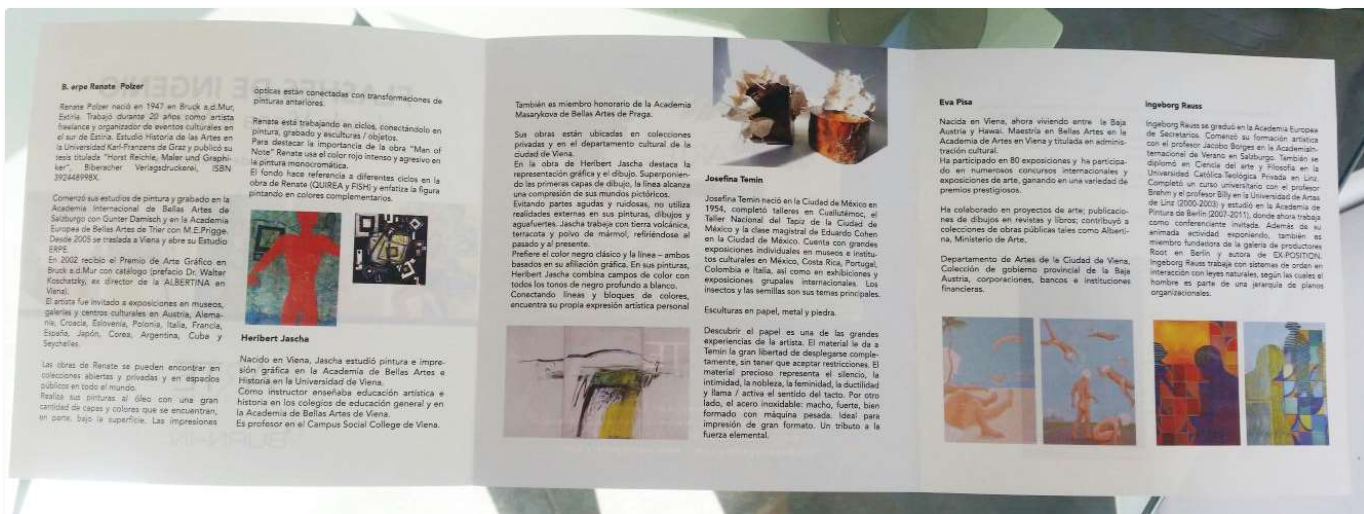 B. erpe Renate Polzer
Renate Polzer nació en 1947 en Bruck a.d.Mur,
Estiria. Trabajó durante 20 años como artista
freelance y organizador de eventos culturales en
el sur de Estiria. Estudió Historia de las Artes en
la Universidad Karl-Franzens de Graz y publicó su
tesis titulada "Horst Reichle, Maler und Graphi-
ker", Biberacher Verlagsdruckerei, ISBN
392448998X.
Comenzó sus estudios de pintura y grabado en la
Academia Internacional de Bellas Artes de
Salzburgo con Gunter Damisch y en la Academia
Europea de Bellas Artes de Trier con M.E.Prigge.
Desde 2005 se traslada a Viena y abre su Estudio
ERPE.
En 2002 recibió el Premio de Arte Gráfico en
Bruck a.d.Mur con catálogo (prefacio Dr. Walter
Koschatzky, ex director de la ALBERTINA en
Viena).
El artista fue invitado a exposiciones en museos,
galerías y centros culturales en Austria, Alema-
nia, Croacia, Eslovenia, Polonia, Italia, Francia,
España, Japón, Corea, Argentina, Cuba y
Seychelles.
Las obras de Renate se pueden encontrar en
colecciones abiertas y privadas y en espacios
públicos en todo el mundo.
Realiza sus pinturas al óleo con una gran
cantidad de capas y colores que se encuentran,
en parte, bajo la superficie. Las impresiones
ópticas están conectadas con transformaciones de
pinturas anteriores.
Renate está trabajando en ciclos, conectándolo en
pintura, grabado y esculturas / objetos.
Para destacar la importancia de la obra "Man of
Note" Renate usa el color rojo intenso y agresivo en
la pintura monocromática.
El fondo hace referencia a diferentes ciclos en la
obra de Renate (QUIREA y FISH) y enfatiza la figura
pintando en colores complementarios.
Heribert Jascha
Nacido en Viena, Jascha estudió pintura e impre-
sión gráfica en la Academia de Bellas Artes e
Historia en la Universidad de Viena.
Como instructor enseñaba educación artística e
historia en los colegios de educación general y en
la Academia de Bellas Artes de Viena.
Es profesor en el Campus Social College de Viena.
También es miembro honorario de la Academia
Masarykova de Bellas Artes de Praga.
Sus obras están ubicadas en colecciones
privadas y en el departamento cultural de la
ciudad de Viena.
En la obra de Heribert Jascha destaca la
representación gráfica y el dibujo. Superponien-
do las primeras capas de dibujo, la línea alcanza
una compresión de sus mundos pictóricos.
Evitando partes agudas y ruidosas, no utiliza
realidades externas en sus pinturas, dibujos y
aguafuertes. Jascha trabaja con tierra volcánica,
terracota y polvo de mármol, refiriéndose al
pasado y al presente.
Prefiere el color negro clásico y la línea – ambos
basados en su afiliación gráfica. En sus pinturas,
Heribert Jascha combina campos de color con
todos los tonos de negro profundo a blanco.
Conectando líneas y bloques de colores,
encuentra su propia expresión artística personal
Josefina Temin
Josefina Temin nació en la Ciudad de México en
1954, completó talleres en Cuallutémoc, el
Taller Nacional del Tapiz de la Ciudad de
México y la clase magistral de Eduardo Cohen
en la Ciudad de México. Cuenta con grandes
exposiciones individuales en museos e institu-
tos culturales en México, Costa Rica, Portugal,
Colombia e Italia, así como en exhibiciones y
exposiciones grupales internacionales. Los
insectos y las semillas son sus temas principales.
Esculturas en papel, metal y piedra.
Descubrir el papel es una de las grandes
experiencias de la artista. El material le da a
Temin la gran libertad de desplegarse comple-
tamente, sin tener que aceptar restricciones. El
material precioso representa el silencio, la
intimidad, la nobleza, la feminidad, la ductilidad
y llama / activa el sentido del tacto. Por otro
lado, el acero inoxidable: macho, fuerte, bien
formado con máquina pesada. Ideal para
impresión de gran formato. Un tributo a la
fuerza elemental.
Eva Pisa
Nacida en Viena, ahora viviendo entre la Baja
Austria y Hawai. Maestría en Bellas Artes en la
Academia de Artes en Viena y titulada en adminis-
tración cultural.
Ha participado en 80 exposiciones y ha participa-
do en numerosos concursos internacionales y
exposiciones de arte, ganando en una variedad de
premios prestigiosos.
Ha colaborado en proyectos de arte; publicacio-
nes de dibujos en revistas y libros; contribuyó a
colecciones de obras públicas tales como Alberti-
na, Ministerio de Arte,
Departamento de Artes de la Ciudad de Viena,
Colección de gobierno provincial de la Baja
Austria, corporaciones, bancos e instituciones
financieras.
Ingeborg Rauss
Ingeborg Rauss se graduó en la Academia Europea
de Secretarios. Comenzó su formación artística
con el profesor Jacobo Borges en la Academiain-
ternacional de Verano en Salzburgo. También se
diplomó en Ciencia del arte y Filosofía en la
Universidad Católica-Teológica Privada en Linz.
Completó un curso universitario con el profesor
Brehm y el profesor Billy en la Universidad de Artes
de Linz (2000-2003) y estudió en la Academia de
Pintura de Berlín (2007-2011), donde ahora trabaja
como conferenciante invitada. Además de su
animada actividad exponiendo, también es
miembro fundadora de la galería de productores
Root en Berlín y autora de EX-POSITION.
Ingeborg Rauss trabaja con sistemas de orden en
interacción con leyes naturales, según las cuales el
hombre es parte de una jerarquía de planos
organizacionales.